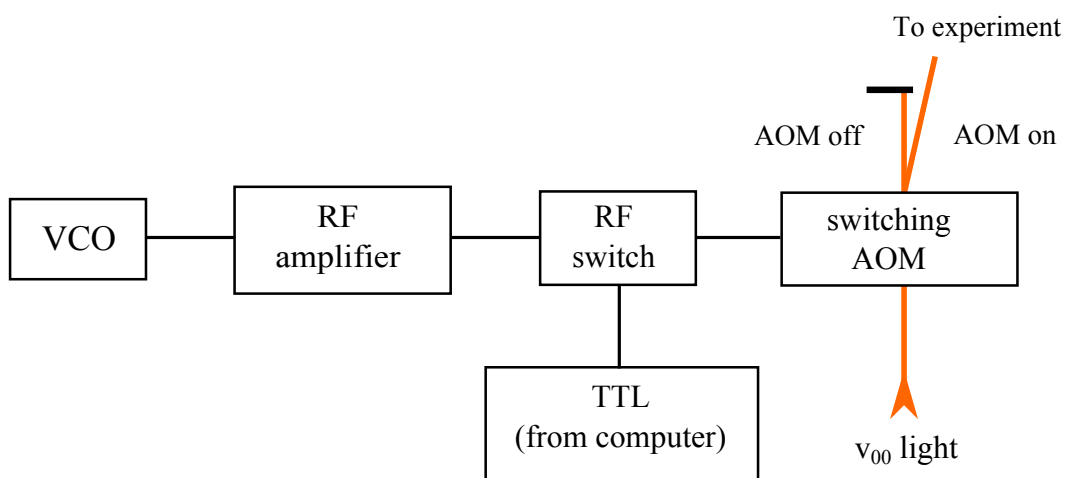 To experiment
AOM off
AOM on
VCO
RF
amplifier
RF
switch
switching
AOM
TTL
(from computer)
v₀₀ light